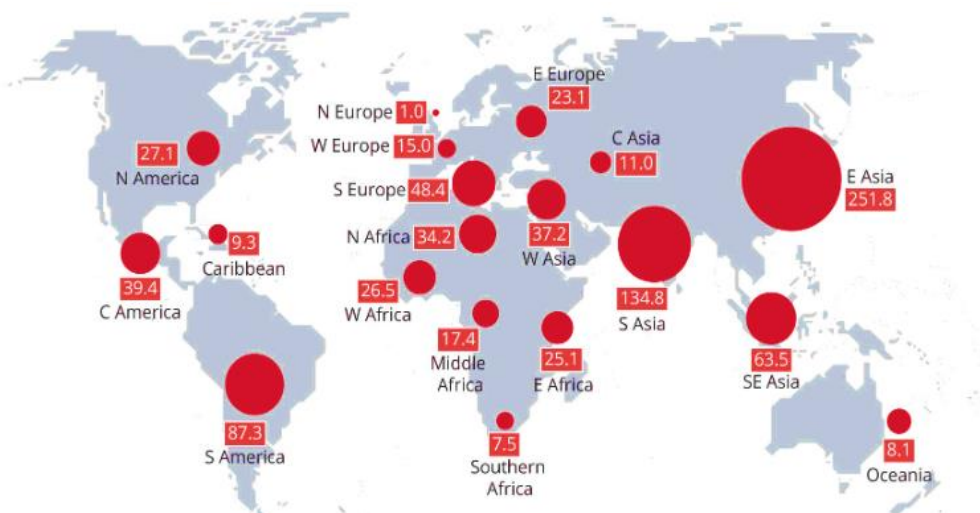 E Europe
23.1
N Europe 1.0
W Europe 15.0
C Asia
11.0
27.1
N America
S Europe 48.4
E Asia
251.8
N Africa 34.2
37.2
W Asia
9.3
Caribbean
39.4
C America
26.5
W Africa
134.8
S Asia
17.4
Middle
Africa
25.1
E Africa
63.5
SE Asia
87.3
S America
7.5
Southern
Africa
8.1
Oceania